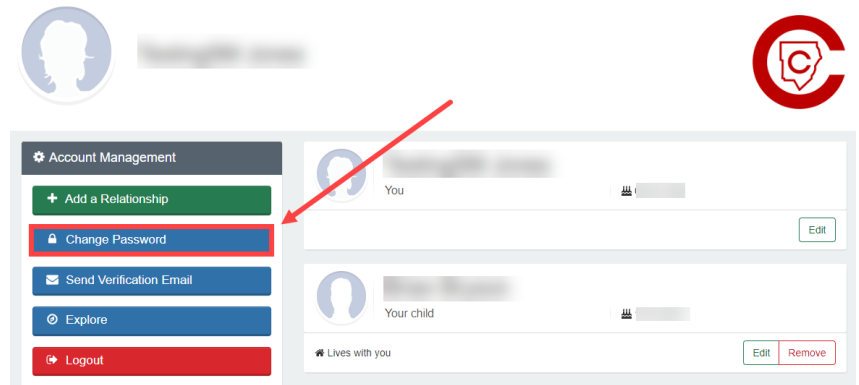 C
Account Management
Add a Relationship
Change Password
Send Verification Email
Explore
Logout
You
Edit
Your child
Lives with you
Edit Remove